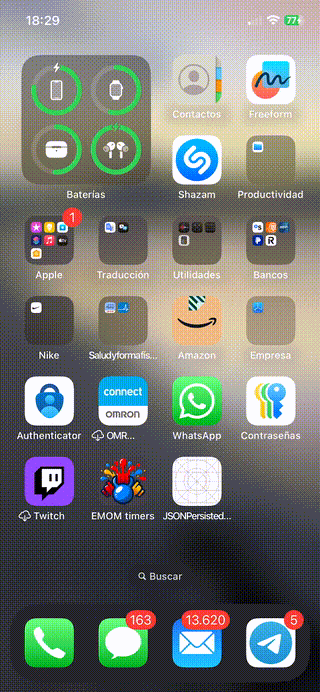 18:29
77
Baterías
Contactos
Freeform
Shazam
Productividad
1
Apple
Traducción
Utilidades
Bancos
Nike
Saludyformafís...
Amazon
Empresa
connect
OMRON
Authenticator
OMR...
WhatsApp
Contraseñas
Twitch
EMOM timers
JSONPersisted...
Buscar
163
13.620
5